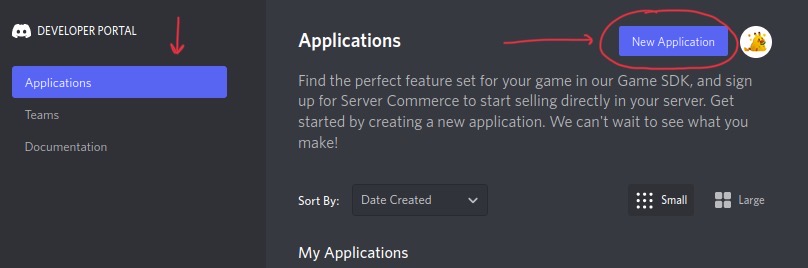 DEVELOPER PORTAL
Applications
Teams
Documentation
Applications
New Application
Find the perfect feature set for your game in our Game SDK, and sign
up for Server Commerce to start selling directly in your server. Get
started by creating a new application. We can't wait to see what you
make!
Sort By:
Date Created
Small
Large
My Applications